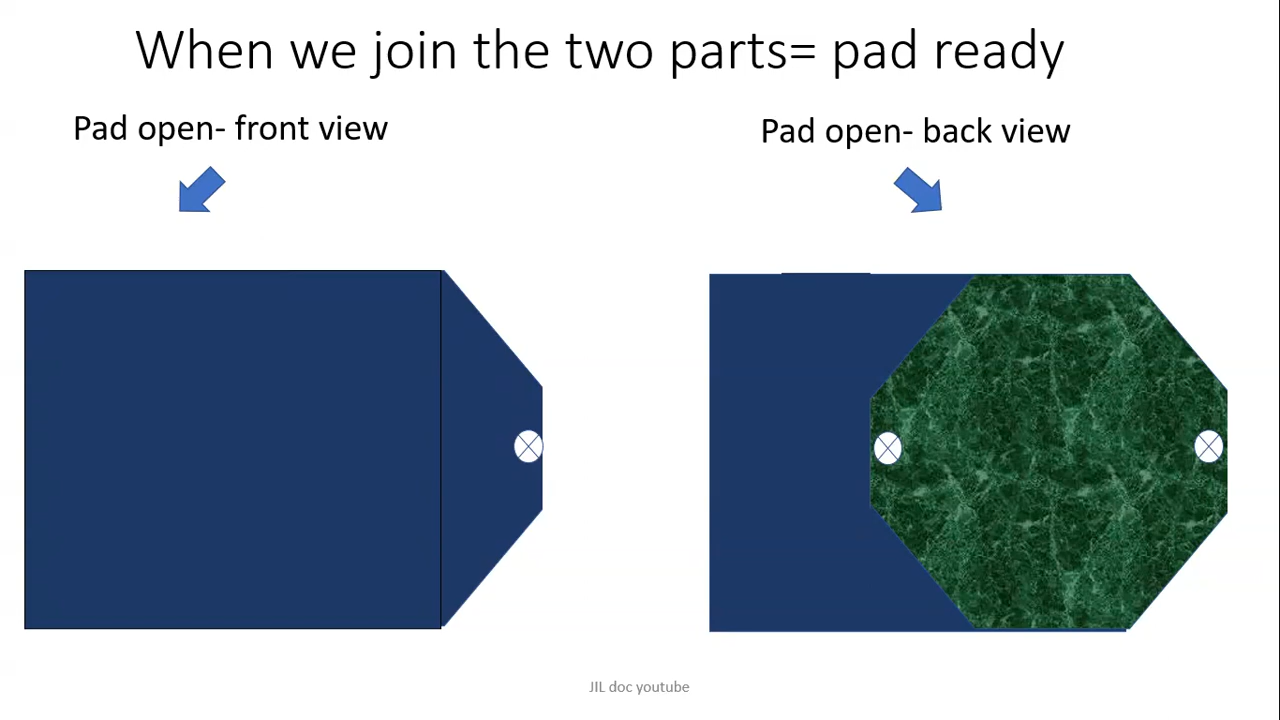 When we join the two parts= pad ready
Pad open- front view
Pad open- back view
JIL doc youtube